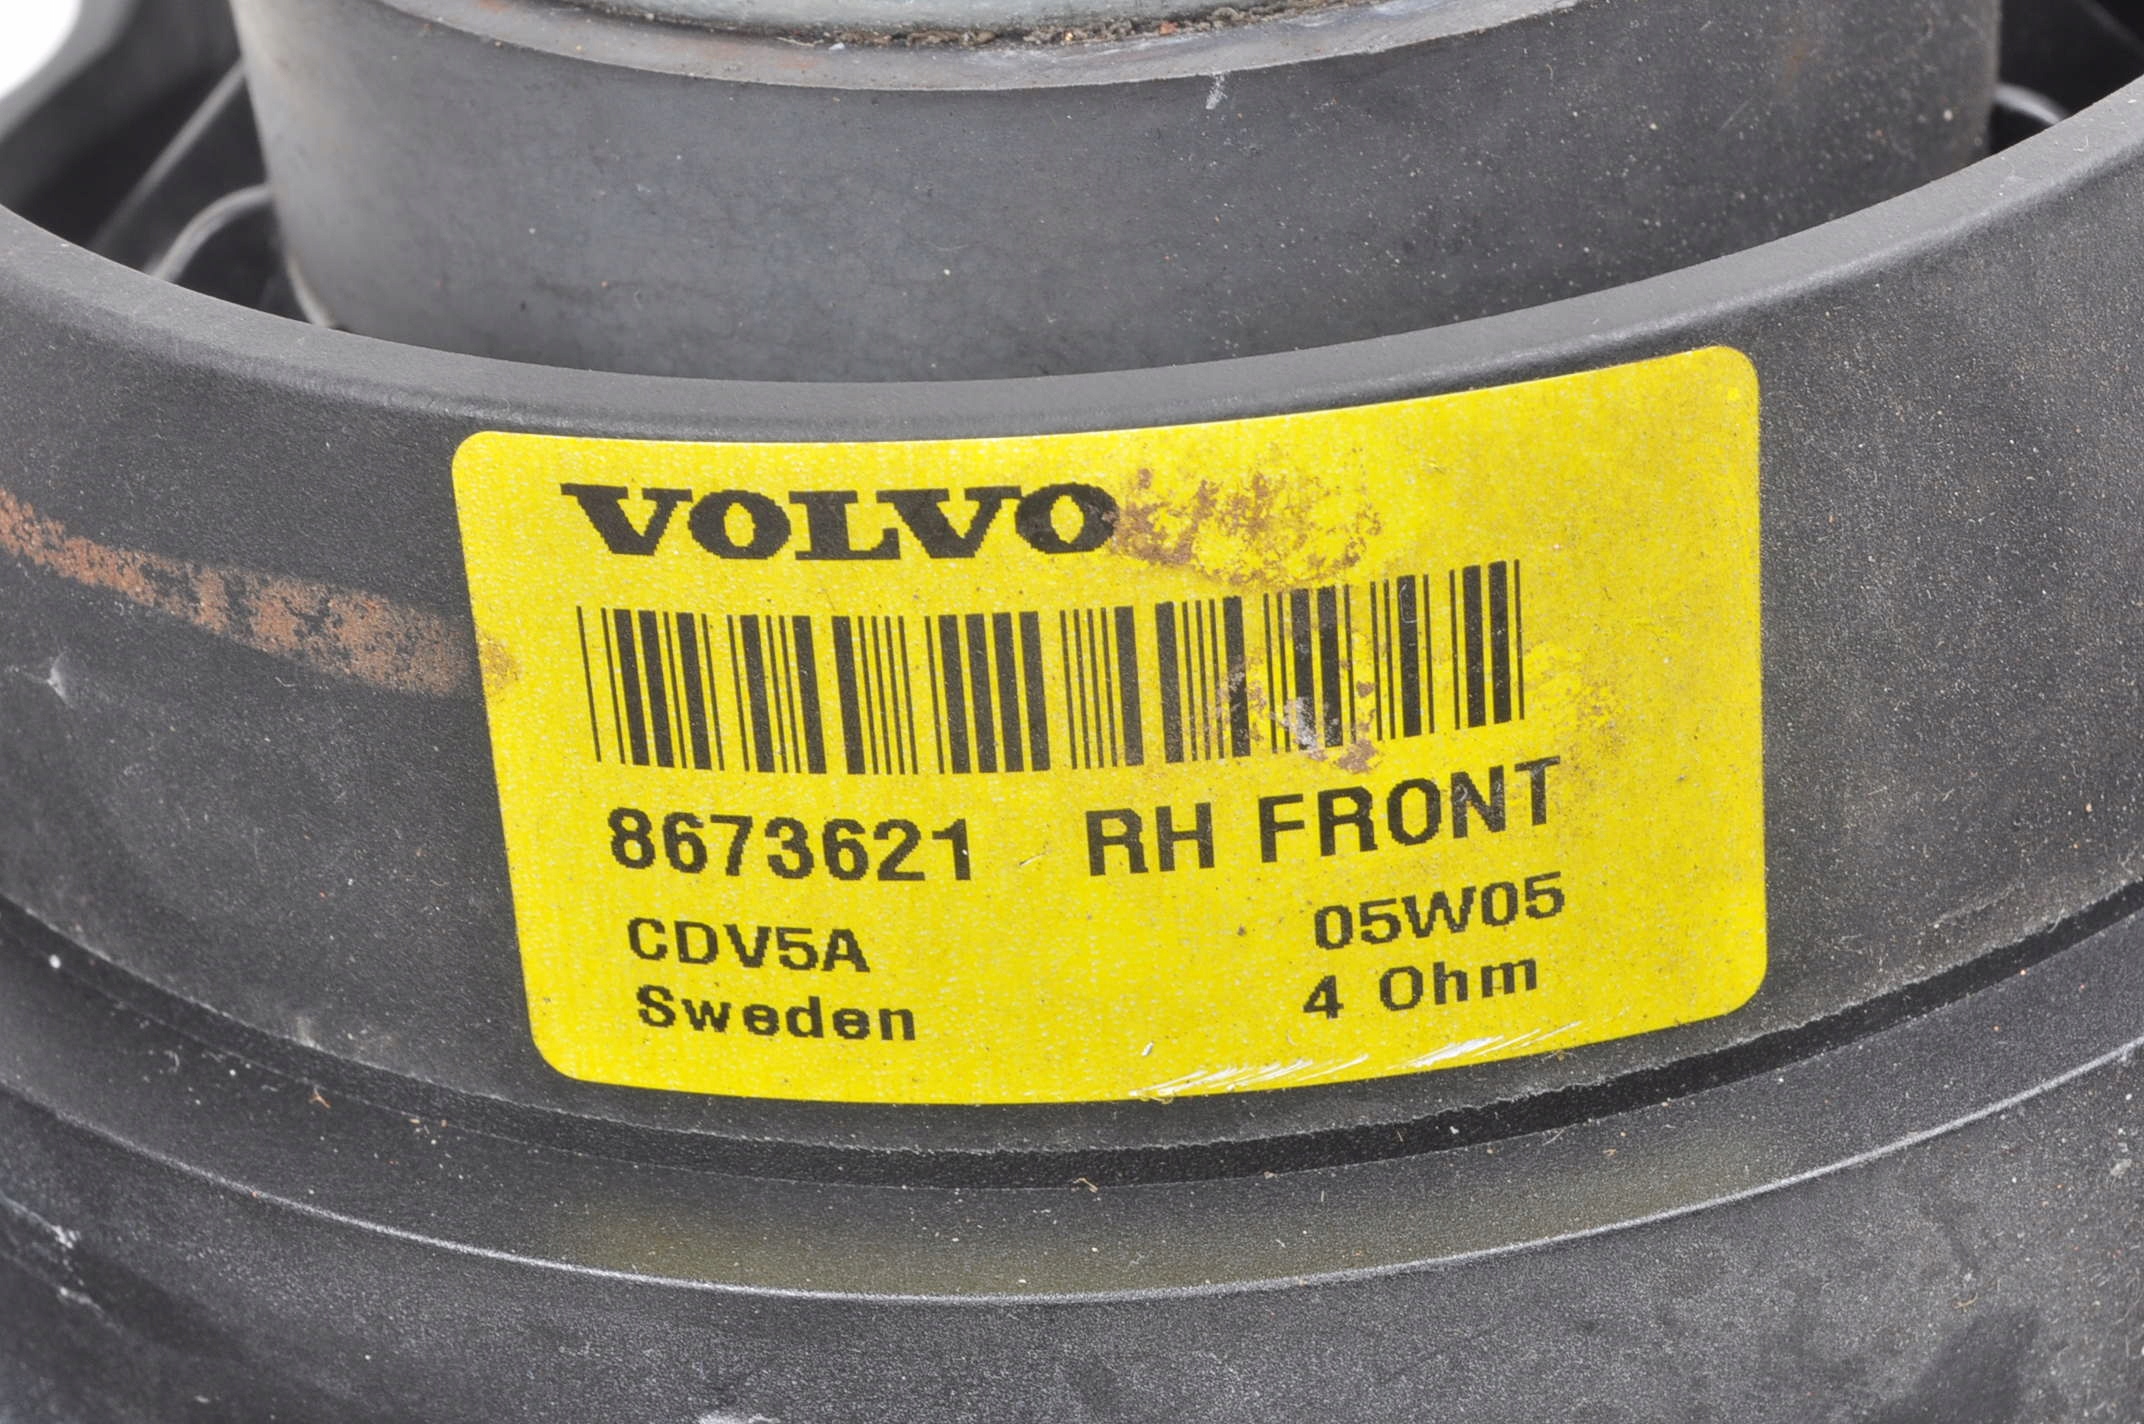 VOLVO
8673621 RH FRONT
CDV5A 05W05
Sweden 4 Ohm